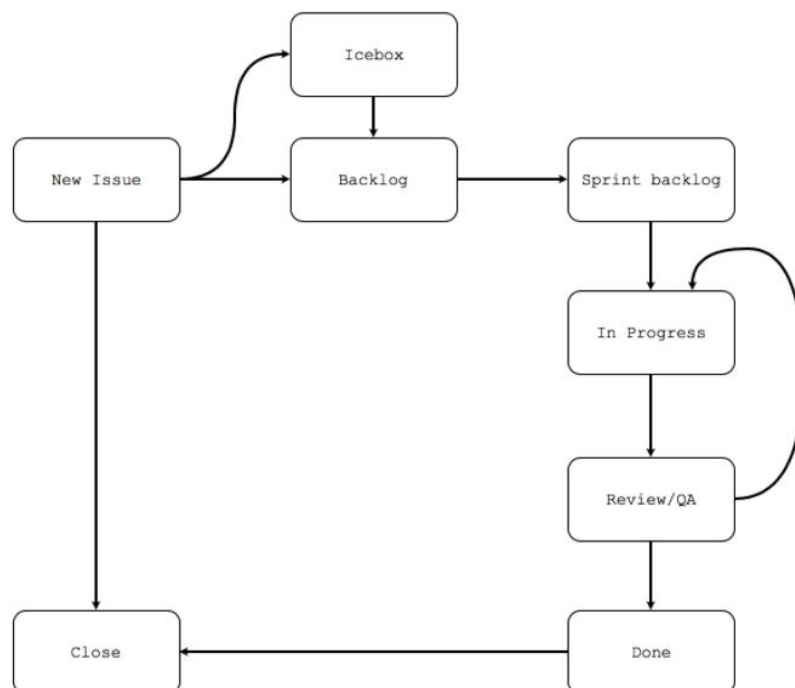 Icebox
New Issue
Backlog
Sprint backlog
In Progress
Review/QA
Close
Done